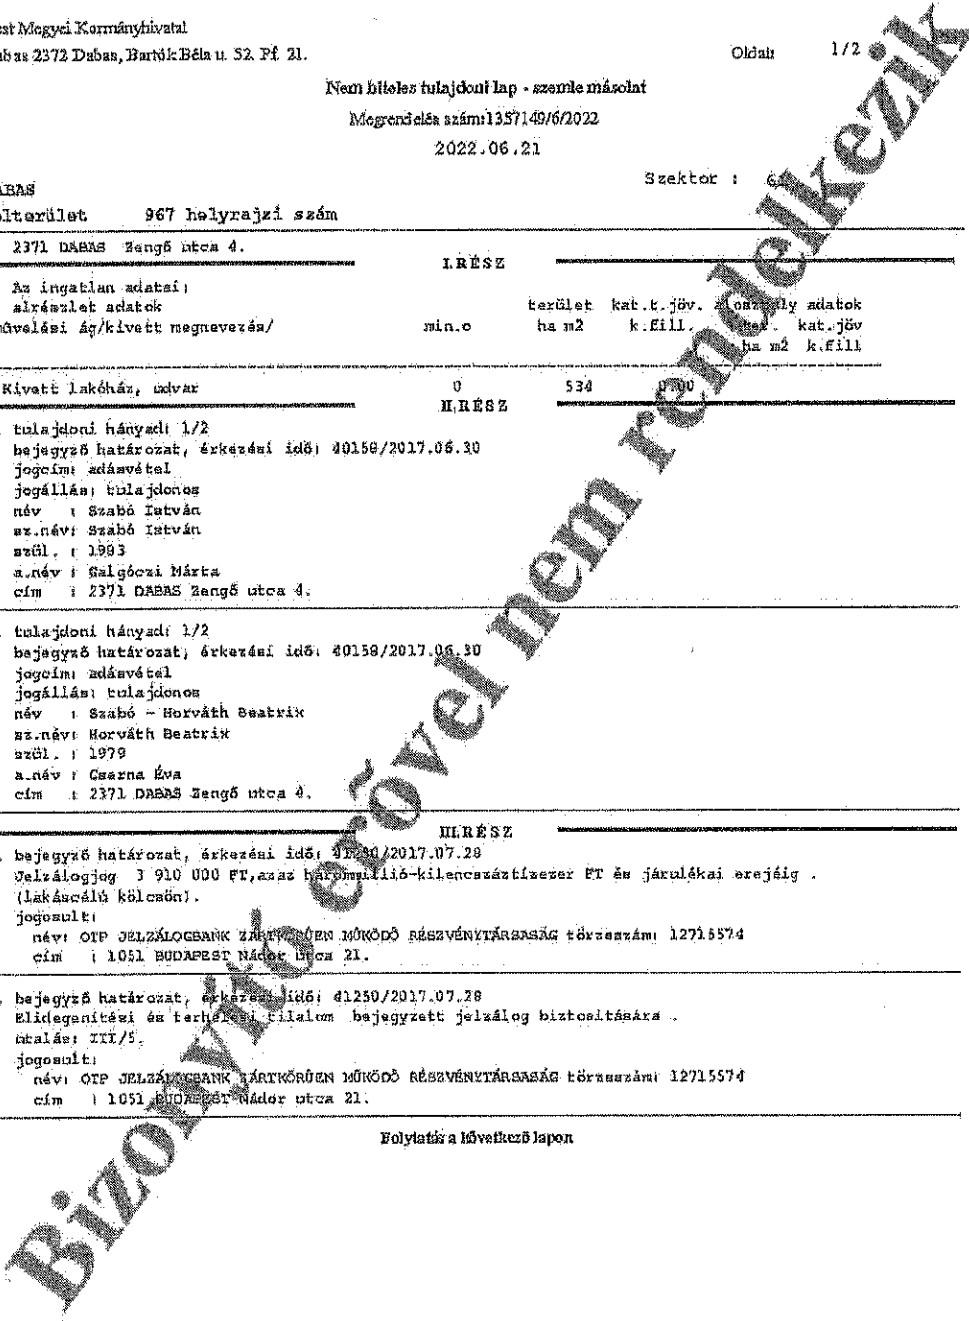 Megyei Kormányhivatal
2372 Dabas, Bartók Béla u. 52. Pf. 21.
Oldal: 1/2
Nem hiteles tulajdoni lap - szemle másolat
Megrendelés szám:1357149/6/2022
2022.06.21
Szektor :
967 helyrajzi szám
2371 DABAS Zengő utca 4.
I.RÉSZ
Az ingatlan adatai:
alrészlet adatok terület kat.t.jöv. alosztály adatok
művelési ág/kivett megnevezés/ min.o ha m2 k.fill. ter. kat.jöv
ha m2 k.fill
Kivett lakóház, udvar 0 534 0.00
II.RÉSZ
tulajdoni hányad: 1/2
bejegyző határozat, érkezési idő: 40158/2017.06.30
jogcím: adásvétel
jogállás: tulajdonos
név : Szabó István
sz.név: Szabó István
szül. : 1983
a.név : Galgóczi Márta
cím : 2371 DABAS Zengő utca 4.
tulajdoni hányad: 1/2
bejegyző határozat, érkezési idő: 40158/2017.06.30
jogcím: adásvétel
jogállás: tulajdonos
név : Szabó - Horváth Beatrix
sz.név: Horváth Beatrix
szül. : 1979
a.név : Cserna Éva
cím : 2371 DABAS Zengő utca 4.
III.RÉSZ
bejegyző határozat, érkezési idő: 41250/2017.07.28
Jelzálogjog 3 910 000 FT,azaz hárommillió-kilencszáztízezer FT és járulékai erejéig .
(lakáscélú kölcsön).
jogosult:
név: OTP JELZÁLOGBANK ZÁRTKÖRŰEN MŰKÖDŐ RÉSZVÉNYTÁRSASÁG törzsszám: 12715574
cím : 1051 BUDAPEST Nádor utca 21.
bejegyző határozat, érkezési idő: 41250/2017.07.28
Elidegenítési és terhelési tilalom bejegyzett jelzálog biztosítására .
utalás: III/5.
jogosult:
név: OTP JELZÁLOGBANK ZÁRTKÖRŰEN MŰKÖDŐ RÉSZVÉNYTÁRSASÁG törzsszám: 12715574
cím : 1051 BUDAPEST Nádor utca 21.
Folytatás a következő lapon
Bizonyító erővel nem rendelkezik